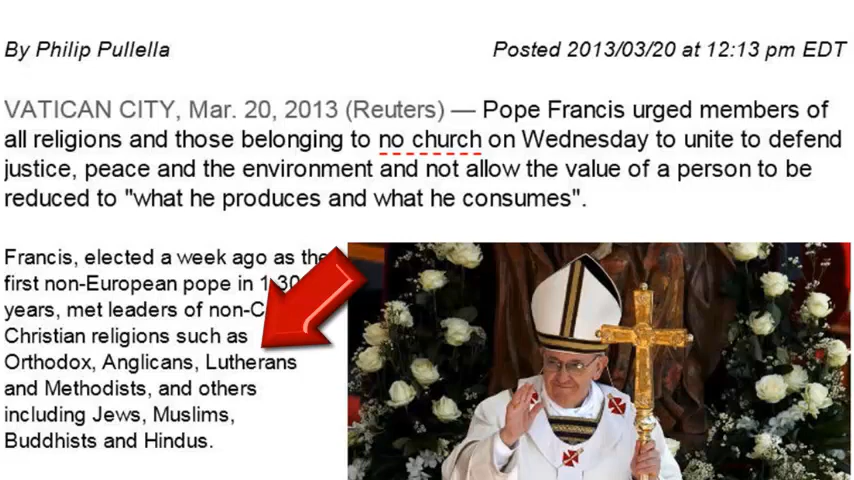 By Philip Pullella
Posted 2013/03/20 at 12:13 pm EDT
VATICAN CITY, Mar. 20, 2013 (Reuters) — Pope Francis urged members of
all religions and those belonging to no church on Wednesday to unite to defend
justice, peace and the environment and not allow the value of a person to be
reduced to "what he produces and what he consumes".
Francis, elected a week ago as the
first non-European pope in
years, met leaders of
Christian religions such as
Orthodox, Anglicans, Lutherans
and Methodists, and others
including Jews, Muslims,
Buddhists and Hindus.